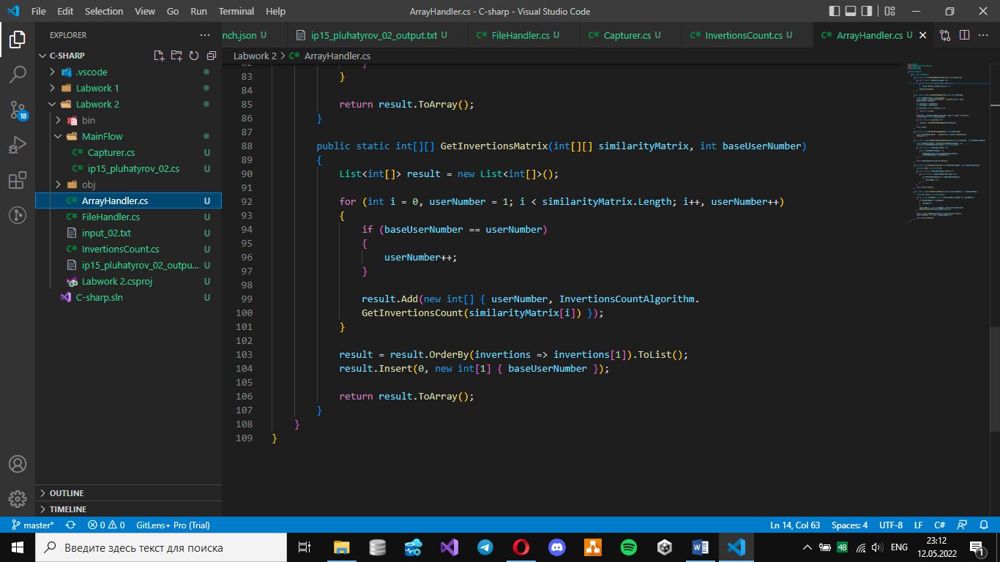 File Edit Selection View Go Run Terminal Help
ArrayHandler.cs - C-sharp - Visual Studio Code
EXPLORER
nch.json U
ip15_pluhatyrov_02_output.txt U
C# FileHandler.cs U
C# Capturer.cs U
C# InvertionsCount.cs U
C# ArrayHandler.cs U
C-SHARP
Labwork 2 > C# ArrayHandler.cs
.vscode
Labwork 1
Labwork 2
bin
MainFlow
C# Capturer.cs U
C# ip15_pluhatyrov_02.cs U
obj
C# ArrayHandler.cs U
C# FileHandler.cs U
input_02.txt U
C# InvertionsCount.cs U
ip15_pluhatyrov_02_outpu... U
Labwork 2.csproj U
C-sharp.sln U
OUTLINE
TIMELINE
18
82 }
83 }
84
85 return result.ToArray();
86 }
87
88 public static int[][] GetInvertionsMatrix(int[][] similarityMatrix, int baseUserNumber)
89 {
90 List<int[]> result = new List<int[]>();
91
92 for (int i = 0, userNumber = 1; i < similarityMatrix.Length; i++, userNumber++)
93 {
94 if (baseUserNumber == userNumber)
95 {
96 userNumber++;
97 }
98
99 result.Add(new int[] { userNumber, InvertionsCountAlgorithm.
100 GetInvertionsCount(similarityMatrix[i]) });
101 }
102
103 result = result.OrderBy(invertions => invertions[1]).ToList();
104 result.Insert(0, new int[1] { baseUserNumber });
105
106 return result.ToArray();
107 }
108 }
109 }
master* 0 0 GitLens+ Pro (Trial)
Ln 14, Col 63 Spaces: 4 UTF-8 LF C#
Введите здесь текст для поиска
48 ENG
23:12
12.05.2022
1